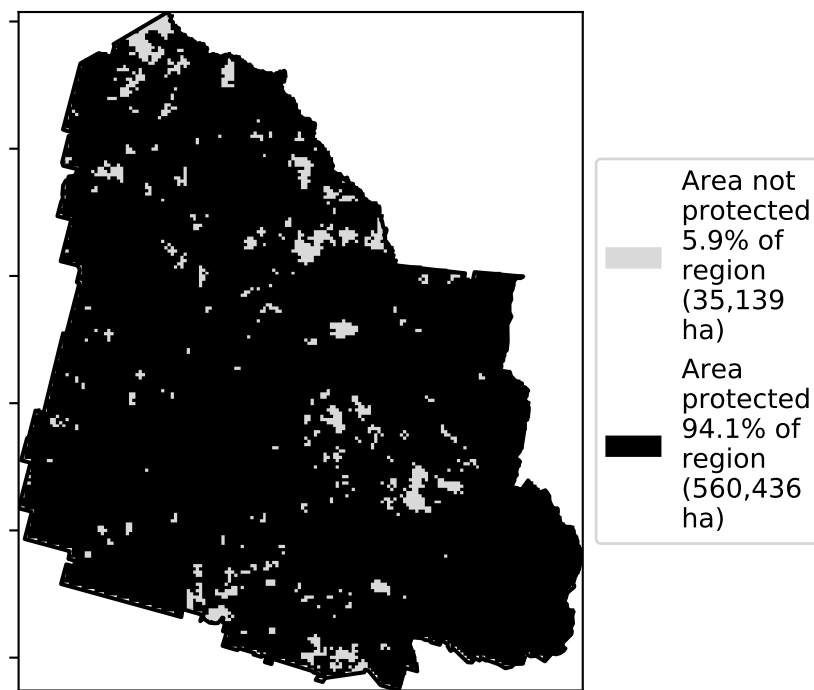 Area not
protected
5.9% of
region
(35,139
ha)
Area
protected
94.1% of
region
(560,436
ha)